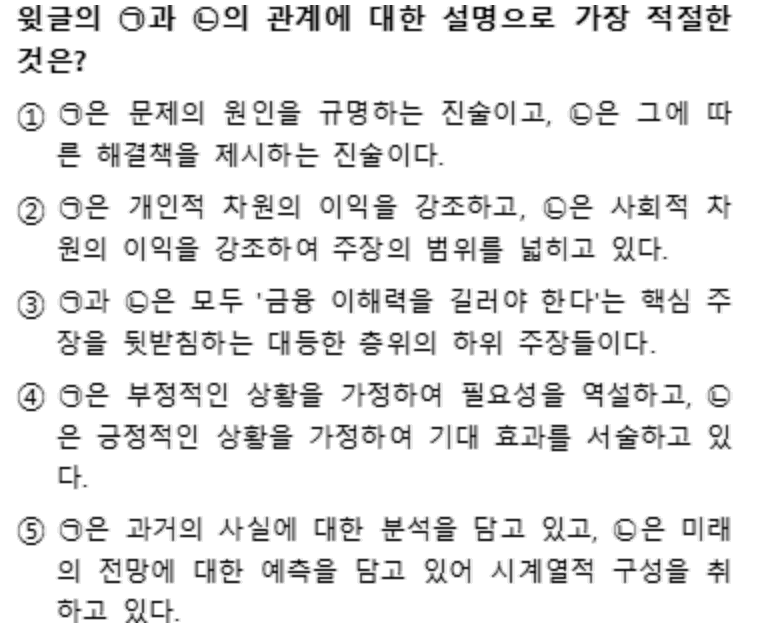 윗글의 ㉠과 ㉡의 관계에 대한 설명으로 가장 적절한
것은?
① ㉠은 문제의 원인을 규명하는 진술이고, ㉡은 그에 따
른 해결책을 제시하는 진술이다.
② ㉠은 개인적 차원의 이익을 강조하고, ㉡은 사회적 차
원의 이익을 강조하여 주장의 범위를 넓히고 있다.
③ ㉠과 ㉡은 모두 '금융 이해력을 길러야 한다'는 핵심 주
장을 뒷받침하는 대등한 층위의 하위 주장들이다.
④ ㉠은 부정적인 상황을 가정하여 필요성을 역설하고, ㉡
은 긍정적인 상황을 가정하여 기대 효과를 서술하고 있
다.
⑤ ㉠은 과거의 사실에 대한 분석을 담고 있고, ㉡은 미래
의 전망에 대한 예측을 담고 있어 시계열적 구성을 취
하고 있다.